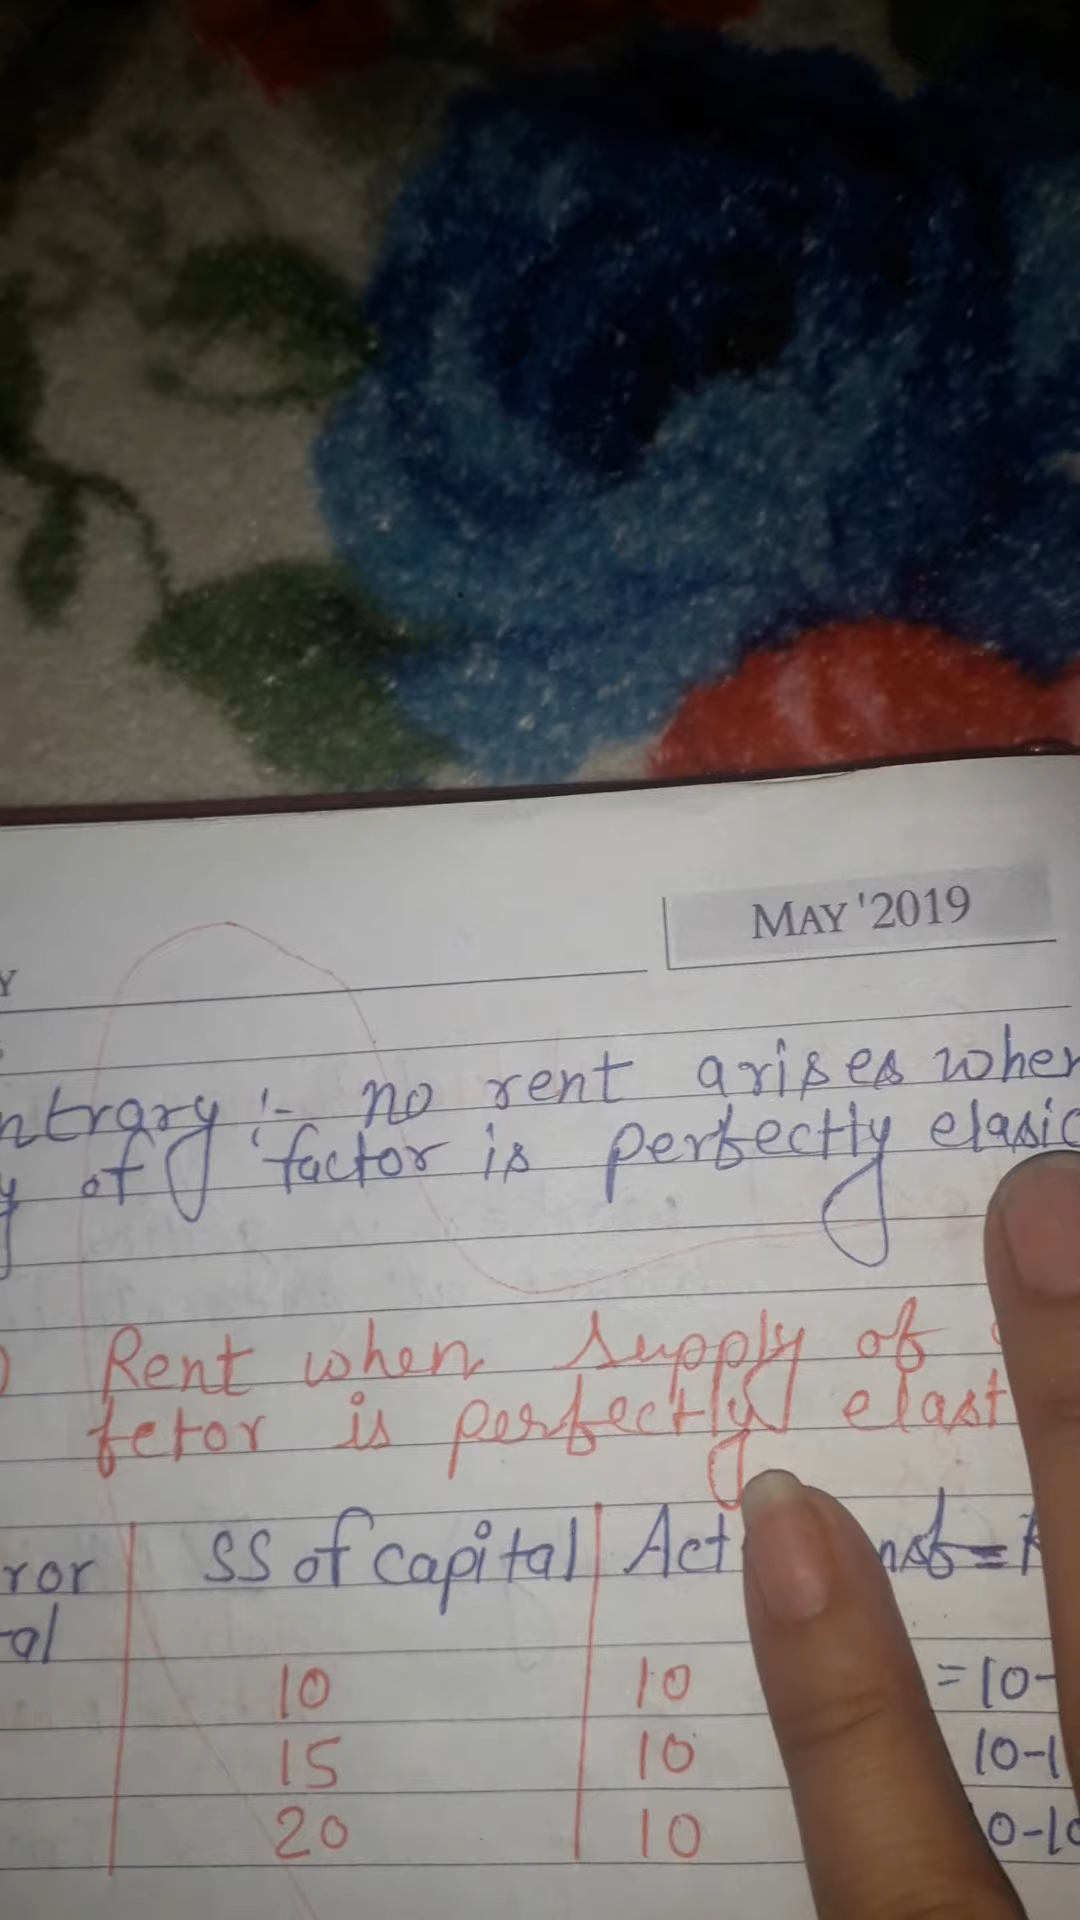 MAY '2019
Y
ntrary :- no rent arises when
y of factor is perfectly elasic
Rent when supply of
fetor is perfectly elast
ror SS of capital Act
al
10 10 =10-
15 10 10-1
20 10 0-10